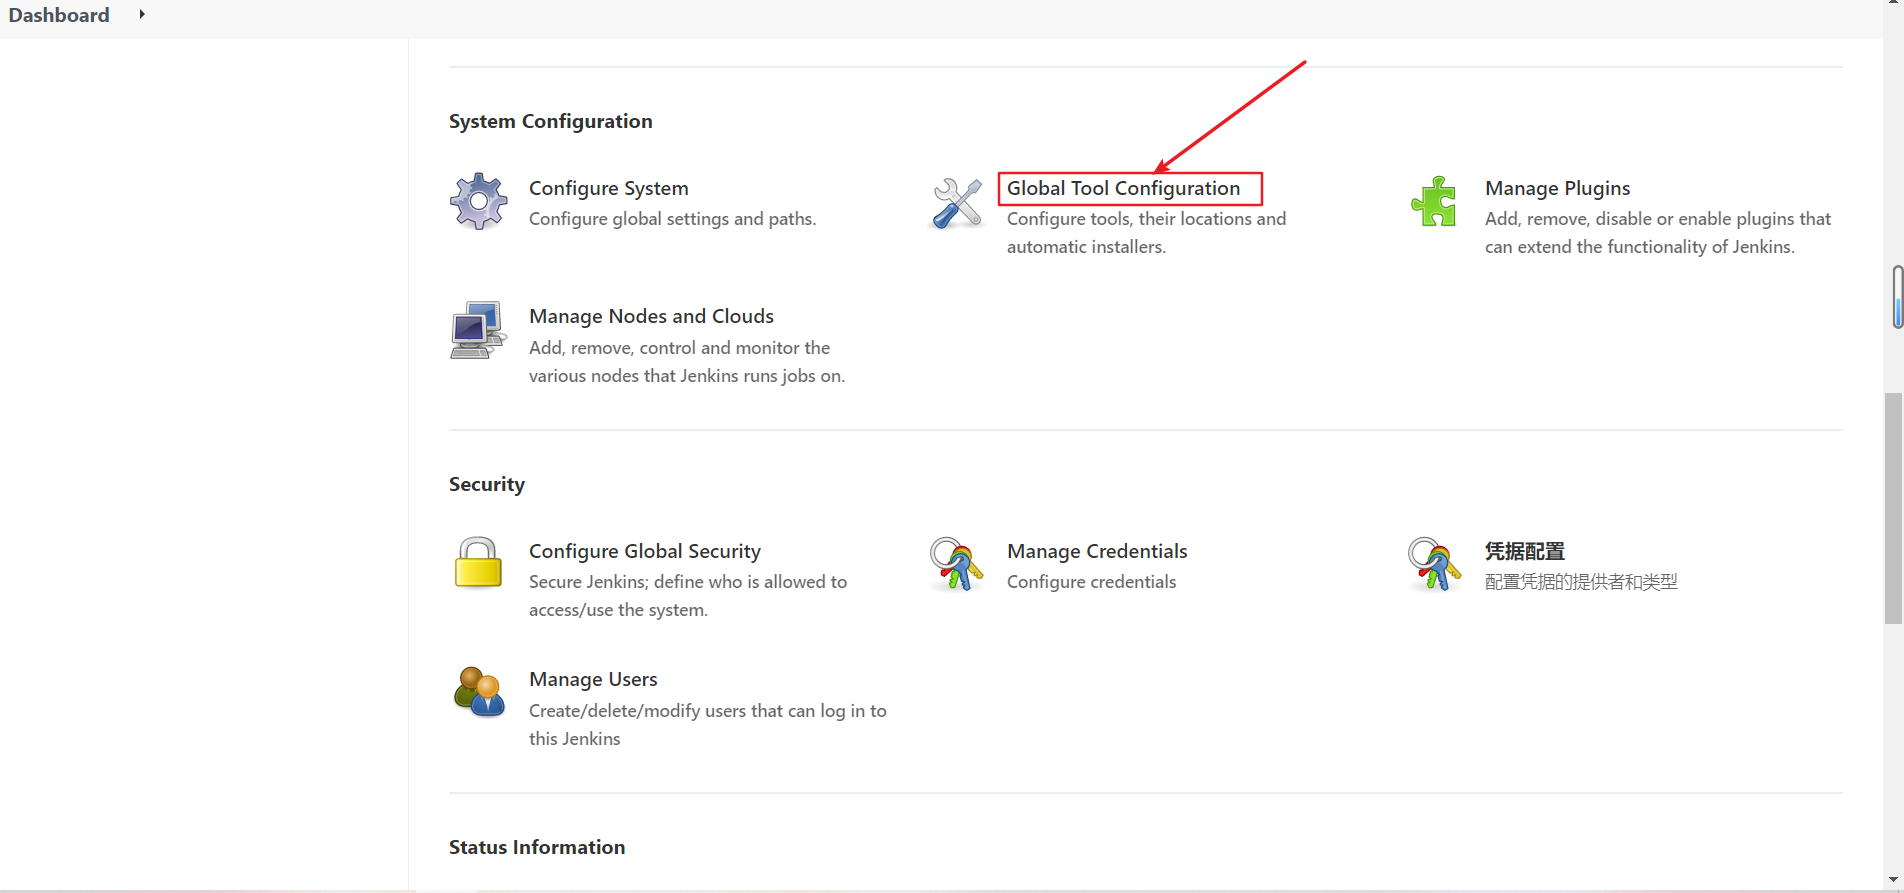 Dashboard
System Configuration
Configure System
Configure global settings and paths.
Global Tool Configuration
Configure tools, their locations and
automatic installers.
Manage Plugins
Add, remove, disable or enable plugins that
can extend the functionality of Jenkins.
Manage Nodes and Clouds
Add, remove, control and monitor the
various nodes that Jenkins runs jobs on.
Security
Configure Global Security
Secure Jenkins; define who is allowed to
access/use the system.
Manage Credentials
Configure credentials
凭据配置
配置凭据的提供者和类型
Manage Users
Create/delete/modify users that can log in to
this Jenkins
Status Information